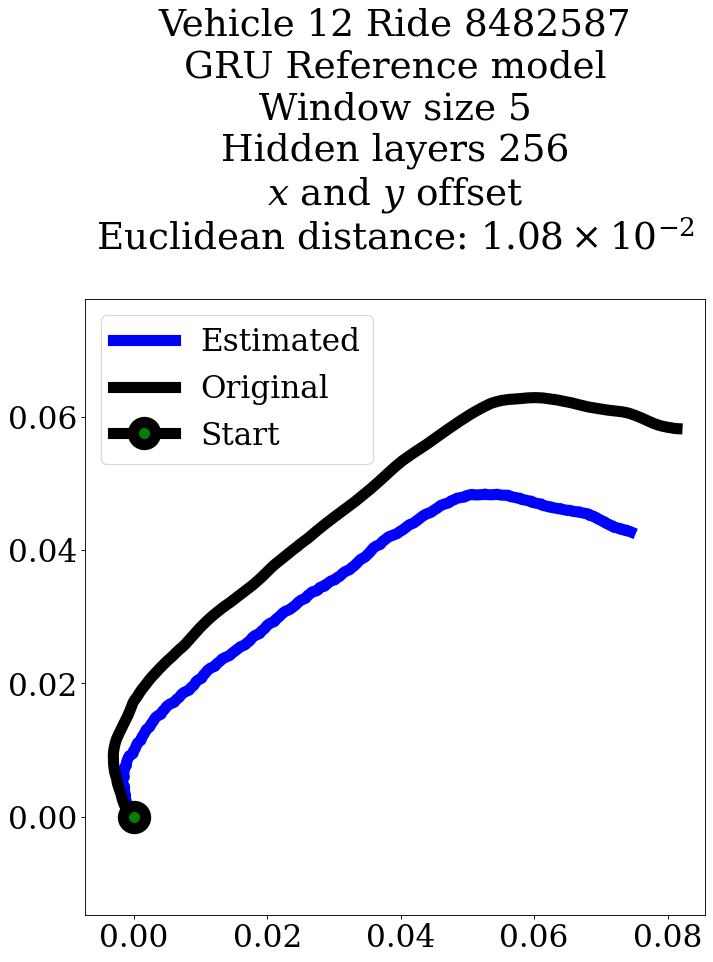 Vehicle 12 Ride 8482587
GRU Reference model
Window size 5
Hidden layers 256
x and y offset
Euclidean distance: 1.08 × 10⁻²
Estimated
Original
Start
0.06
0.04
0.02
0.00
0.00 0.02 0.04 0.06 0.08